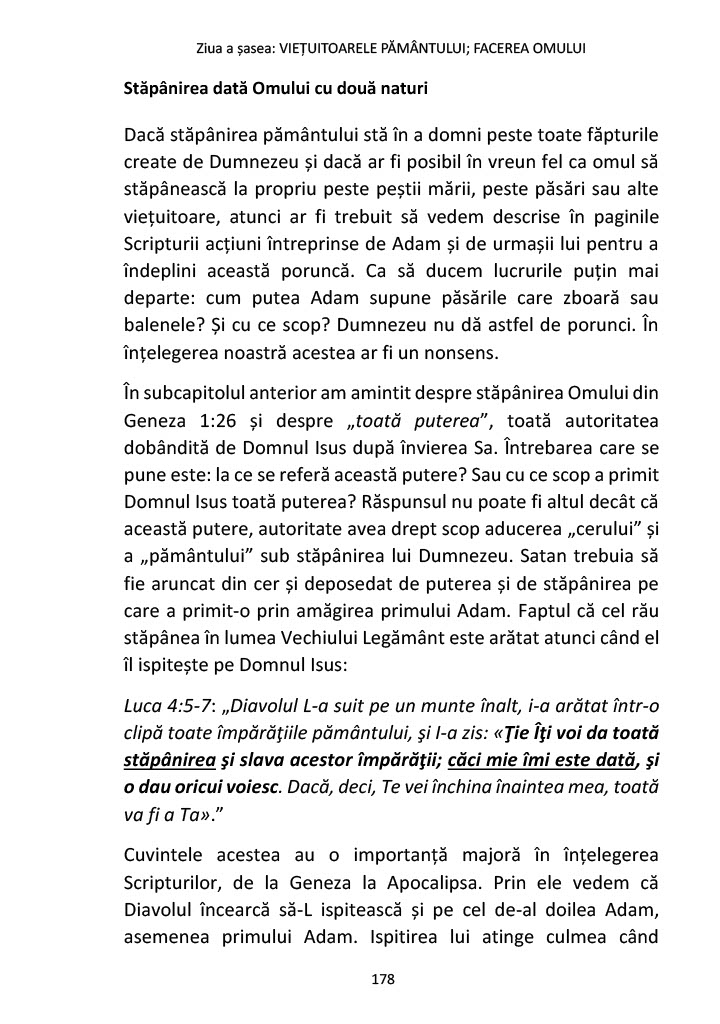 Ziua a șasea: VIEȚUITOARELE PĂMÂNTULUI; FACEREA OMULUI
Stăpânirea dată Omului cu două naturi
Dacă stăpânirea pământului stă în a domni peste toate făpturile
create de Dumnezeu și dacă ar fi posibil în vreun fel ca omul să
stăpânească la propriu peste peștii mării, peste păsări sau alte
viețuitoare, atunci ar fi trebuit să vedem descrise în paginile
Scripturii acțiuni întreprinse de Adam și de urmașii lui pentru a
îndeplini această poruncă. Ca să ducem lucrurile puțin mai
departe: cum putea Adam supune păsările care zboară sau
balenele? Și cu ce scop? Dumnezeu nu dă astfel de porunci. În
înțelegerea noastră acestea ar fi un nonsens.
În subcapitolul anterior am amintit despre stăpânirea Omului din
Geneza 1:26 și despre „toată puterea”, toată autoritatea
dobândită de Domnul Isus după învierea Sa. Întrebarea care se
pune este: la ce se referă această putere? Sau cu ce scop a primit
Domnul Isus toată puterea? Răspunsul nu poate fi altul decât că
această putere, autoritate avea drept scop aducerea „cerului” și
a „pământului” sub stăpânirea lui Dumnezeu. Satan trebuia să
fie aruncat din cer și deposedat de puterea și de stăpânirea pe
care a primit-o prin amăgirea primului Adam. Faptul că cel rău
stăpânea în lumea Vechiului Legământ este arătat atunci când el
îl ispitește pe Domnul Isus:
Luca 4:5-7: „Diavolul L-a suit pe un munte înalt, i-a arătat într-o
clipă toate împărăţiile pământului, şi I-a zis: «Ţie Îţi voi da toată
stăpânirea şi slava acestor împărăţii; căci mie îmi este dată, şi
o dau oricui voiesc. Dacă, deci, Te vei închina înaintea mea, toată
va fi a Ta».”
Cuvintele acestea au o importanță majoră în înțelegerea
Scripturilor, de la Geneza la Apocalipsa. Prin ele vedem că
Diavolul încearcă să-L ispitească și pe cel de-al doilea Adam,
asemenea primului Adam. Ispitirea lui atinge culmea când
178